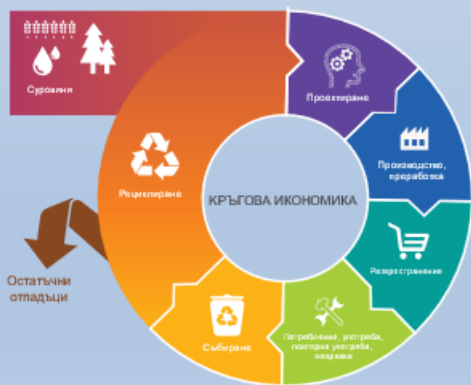 Суровини
Проектиране
Производство,
преработка
Рециклиране
КРЪГОВА ИКОНОМИКА
Разпространение
Остатъчни
отпадъци
Събиране
Потребление, употреба,
повторна употреба,
поправка